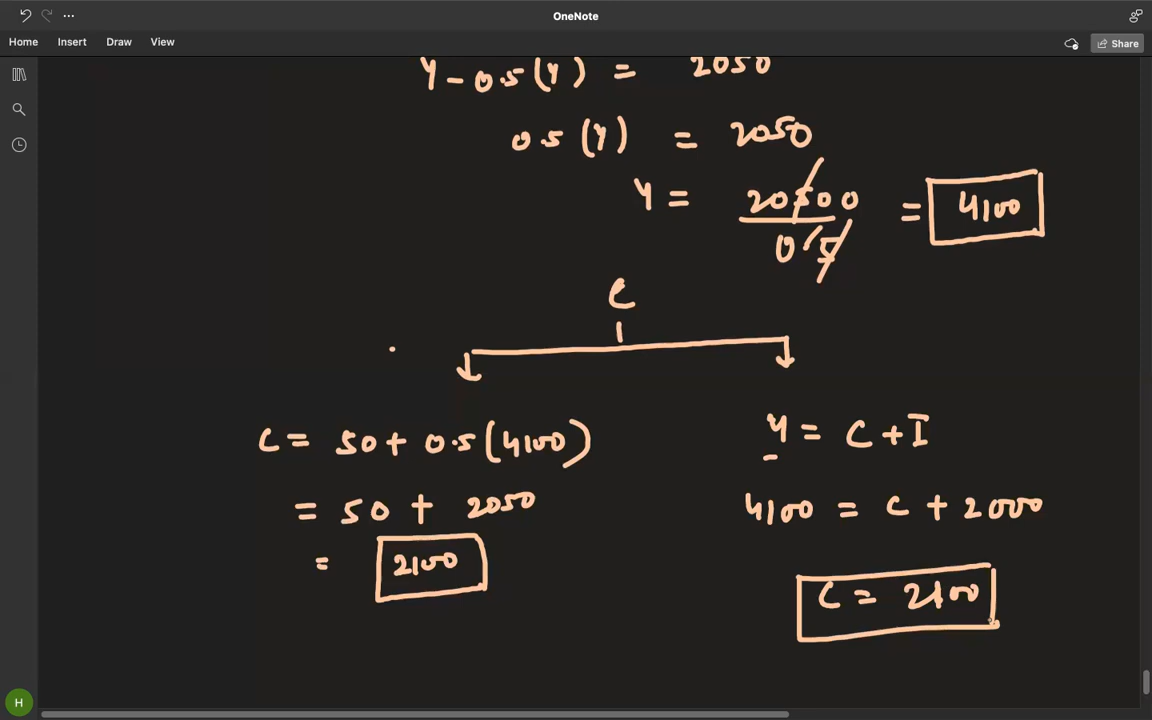 OneNote
Home Insert Draw View
Share
Y - 0.5 (Y) = 2050
0.5 (Y) = 2050
Y = 20500 / 0.5 = 4100
C
C = 50 + 0.5 (4100)
= 50 + 2050
= 2100
Y = C + I
4100 = C + 2000
C = 2100
H